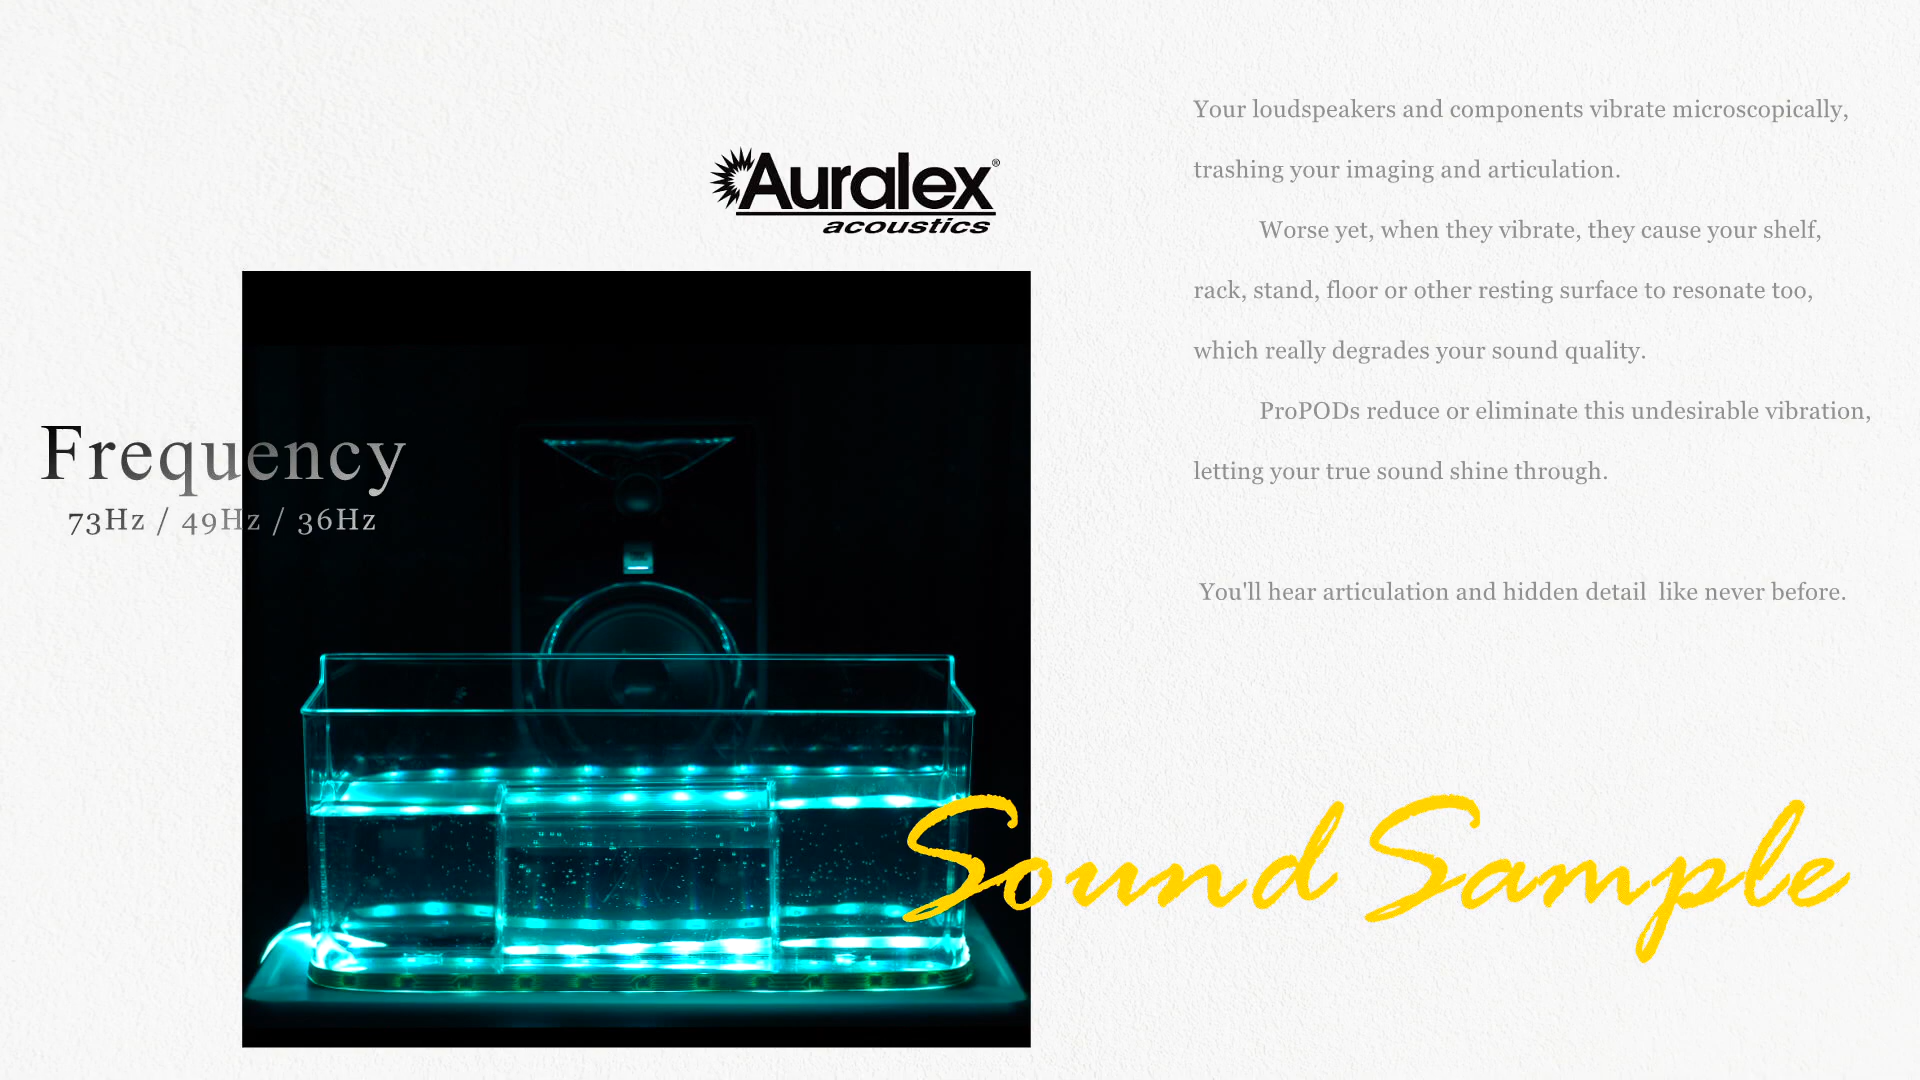 Auralex®
acoustics
Your loudspeakers and components vibrate microscopically,
trashing your imaging and articulation.
Worse yet, when they vibrate, they cause your shelf,
rack, stand, floor or other resting surface to resonate too,
which really degrades your sound quality.
ProPODs reduce or eliminate this undesirable vibration,
letting your true sound shine through.
You'll hear articulation and hidden detail  like never before.
Frequency
73Hz / 49Hz / 36Hz
Sound Sample